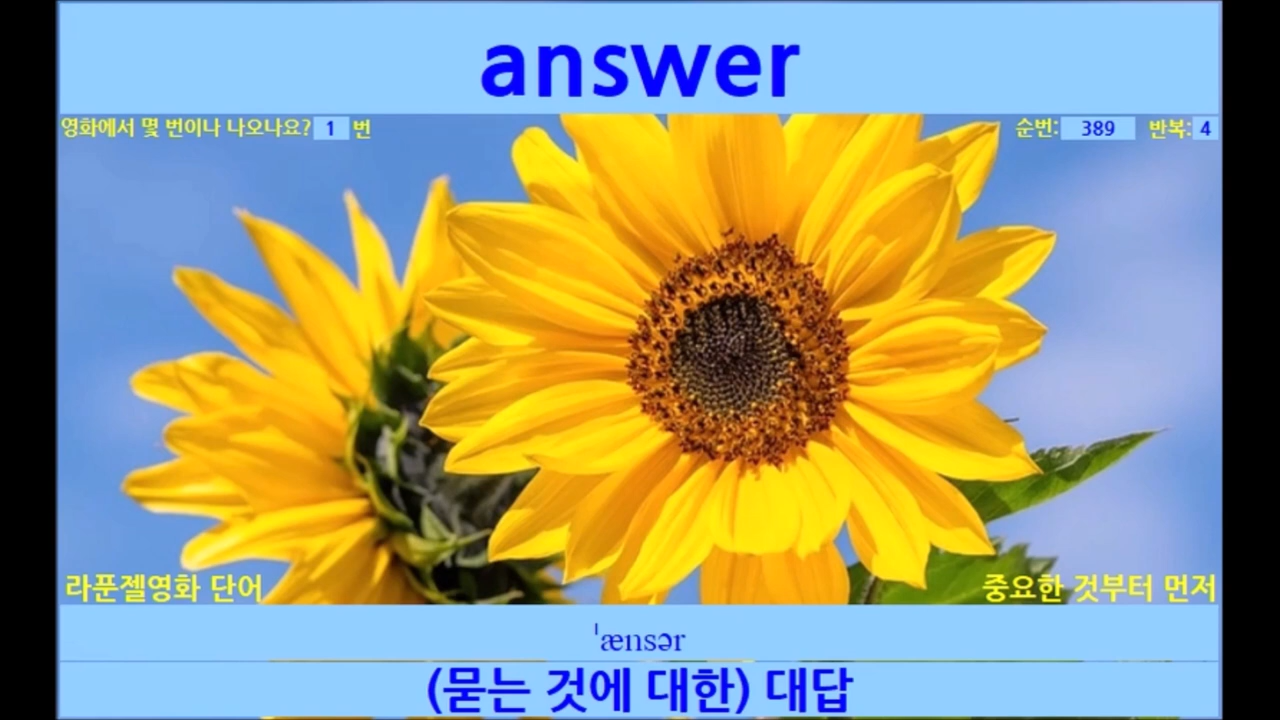 answer
영화에서 몇 번이나 나오나요? 1 번
순번: 389 반복: 4
라푼젤영화 단어
중요한 것부터 먼저
ˈænsər
(묻는 것에 대한) 대답